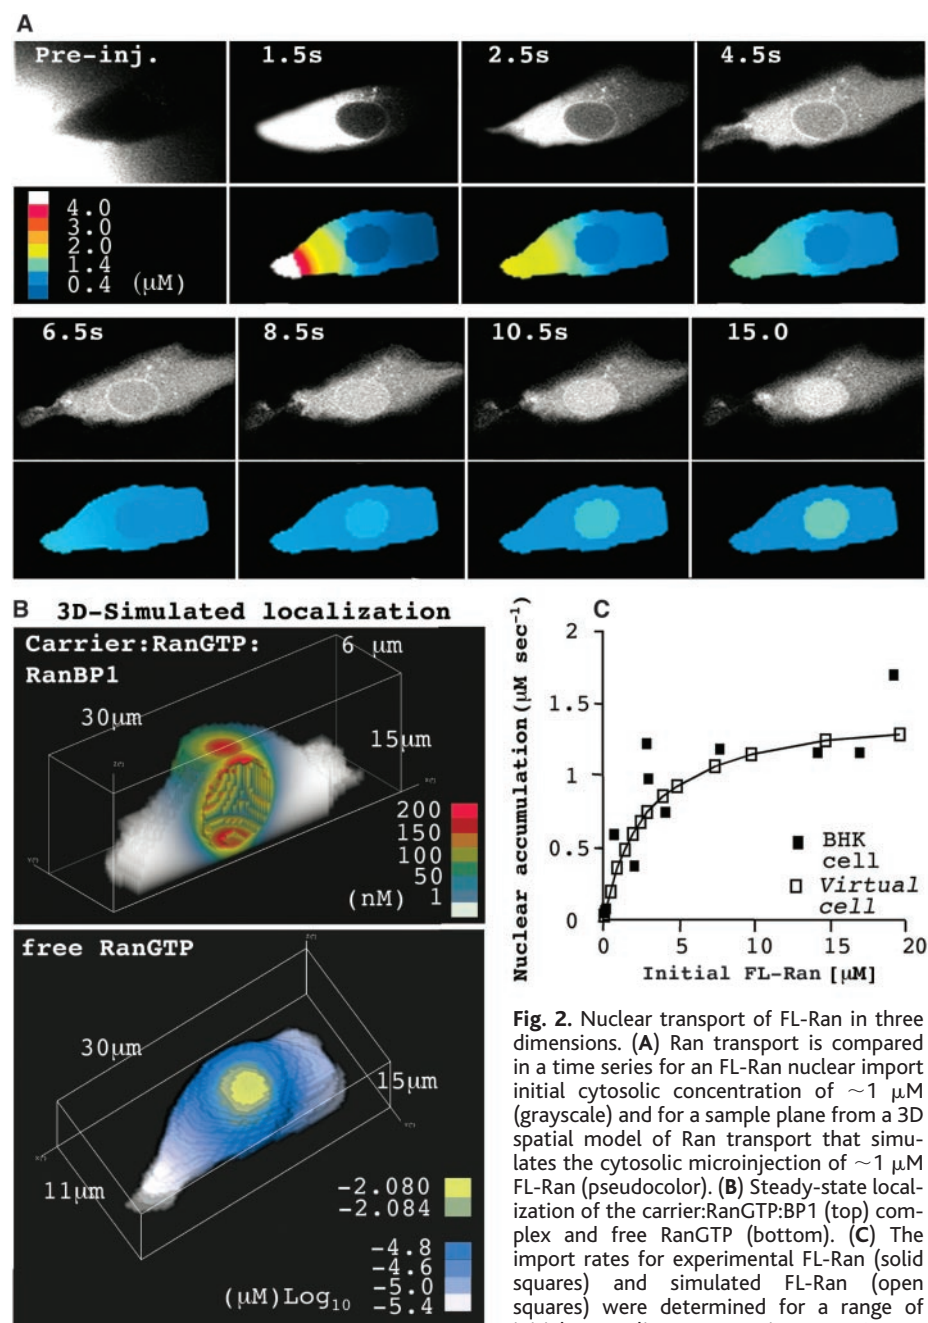 A
Pre-inj.
1.5s
2.5s
4.5s
4.0
3.0
2.0
1.4
0.4 (μM)
6.5s
8.5s
10.5s
15.0
B 3D-Simulated localization
Carrier:RanGTP:
RanBP1
6 μm
30μm
15μm
200
150
100
50
1
(nM)
free RanGTP
30μm
15μm
11μm
-2.080
-2.084
-4.8
-4.6
-5.0
-5.4
(μM)Log10
C
Nuclear accumulation (μM sec⁻¹)
2
1.5
1
0.5
0
0 5 10 15 20
Initial FL-Ran [μM]
BHK
cell
Virtual
cell
Fig. 2. Nuclear transport of FL-Ran in three
dimensions. (A) Ran transport is compared
in a time series for an FL-Ran nuclear import
initial cytosolic concentration of ~1 μM
(grayscale) and for a sample plane from a 3D
spatial model of Ran transport that simu-
lates the cytosolic microinjection of ~1 μM
FL-Ran (pseudocolor). (B) Steady-state local-
ization of the carrier:RanGTP:BP1 (top) com-
plex and free RanGTP (bottom). (C) The
import rates for experimental FL-Ran (solid
squares) and simulated FL-Ran (open
squares) were determined for a range of